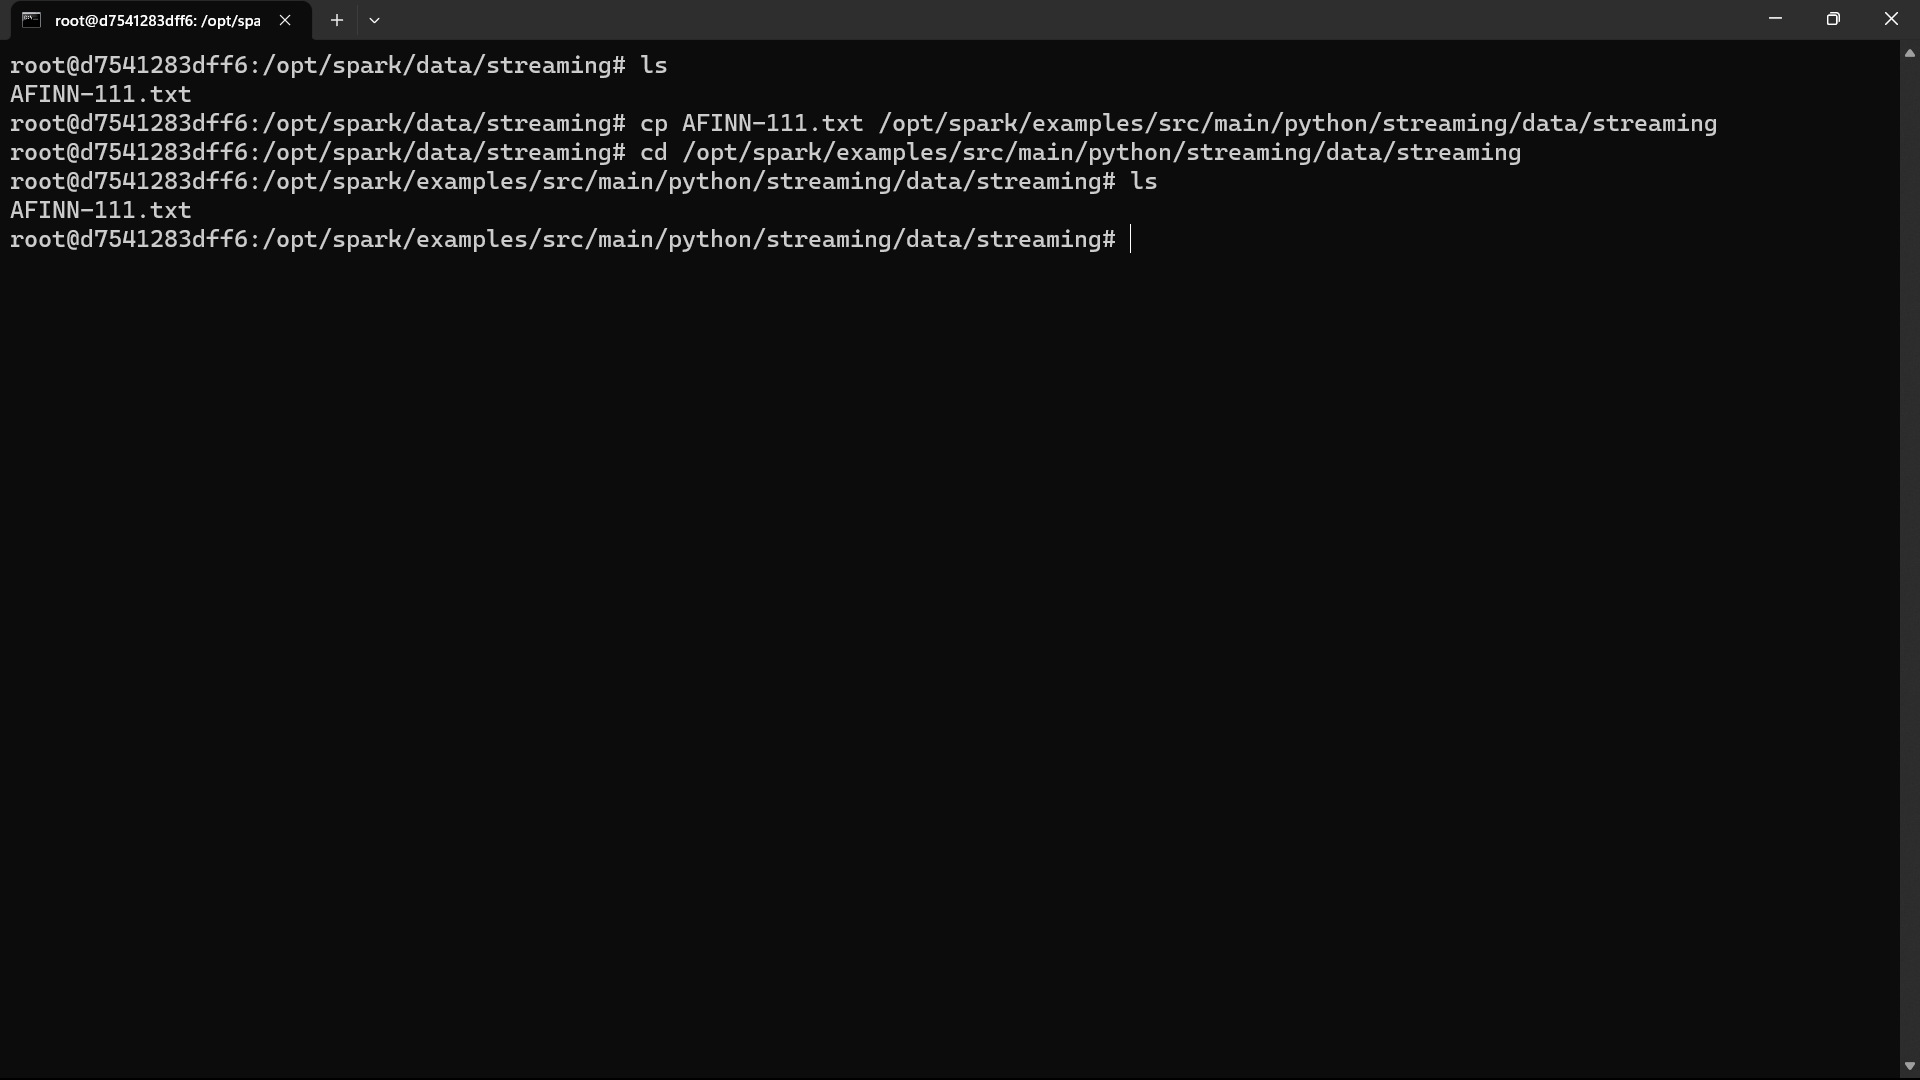 root@d7541283dff6: /opt/spa
root@d7541283dff6:/opt/spark/data/streaming# ls
AFINN-111.txt
root@d7541283dff6:/opt/spark/data/streaming# cp AFINN-111.txt /opt/spark/examples/src/main/python/streaming/data/streaming
root@d7541283dff6:/opt/spark/data/streaming# cd /opt/spark/examples/src/main/python/streaming/data/streaming
root@d7541283dff6:/opt/spark/examples/src/main/python/streaming/data/streaming# ls
AFINN-111.txt
root@d7541283dff6:/opt/spark/examples/src/main/python/streaming/data/streaming#